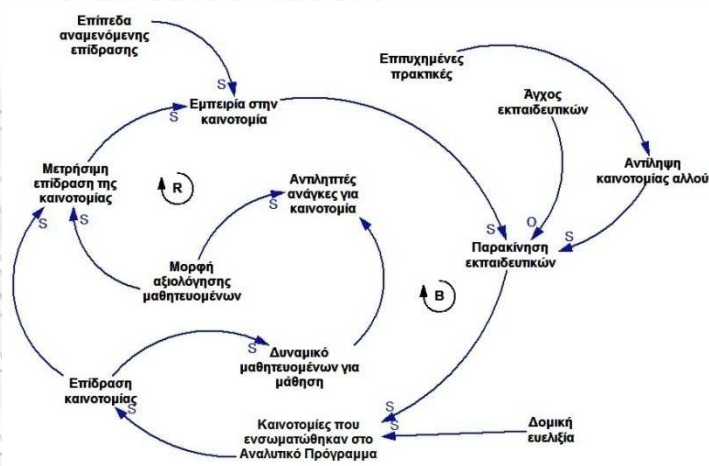 Επίπεδα
αναμενόμενης
επίδρασης
Επιτυχημένες
πρακτικές
Άγχος
εκπαιδευτικών
S
S
Εμπειρία στην
καινοτομία
Μετρήσιμη
επίδραση της
καινοτομίας
R
Αντιληπτές
ανάγκες για
καινοτομία
Αντίληψη
καινοτομίας αλλού
S
S
S
S
O
S
Παρακίνηση
εκπαιδευτικών
Μορφή
αξιολόγησης
μαθητευομένων
B
S
Δυναμικό
μαθητευομένων για
μάθηση
Επίδραση
καινοτομίας
S
S
S
Καινοτομίες που
ενσωματώθηκαν στο
Αναλυτικό Πρόγραμμα
Δομική
ευελιξία